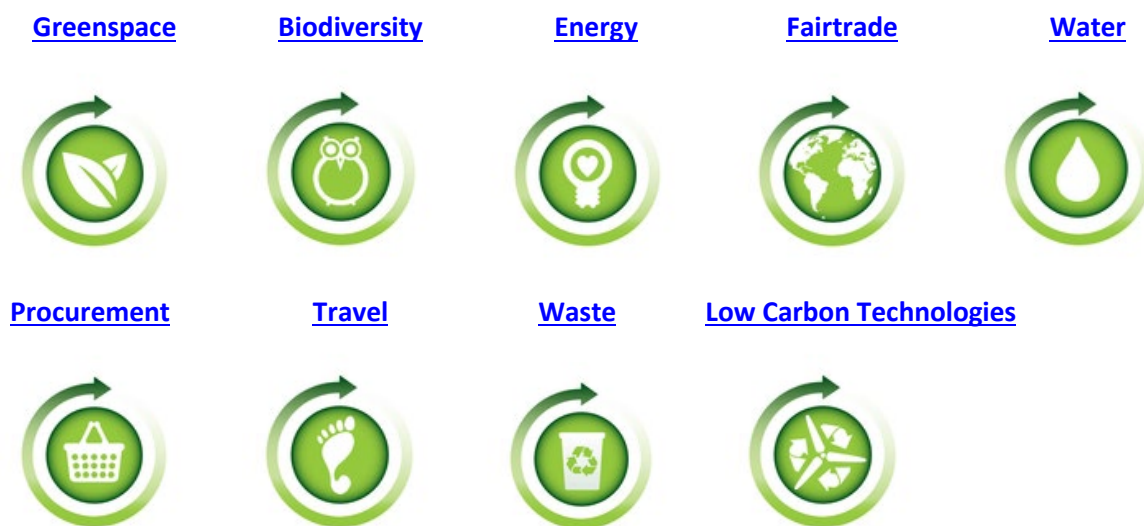 Greenspace Biodiversity Energy Fairtrade Water
Procurement Travel Waste Low Carbon Technologies